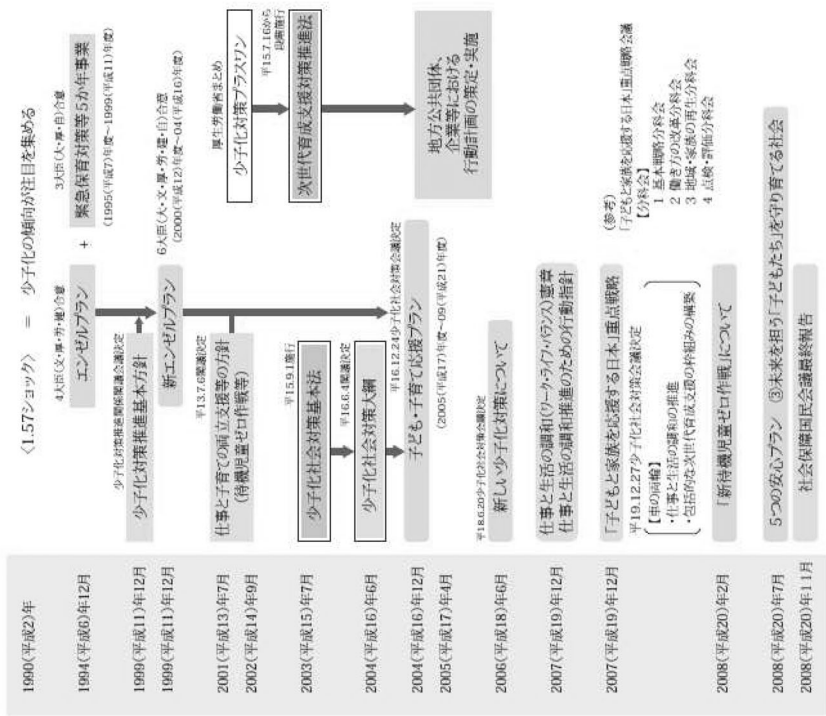 1990(平成2)年
〈1.57ショック〉 = 少子化の傾向が注目を集める
4大臣(文・厚・労・建)合意
3大臣(大・厚・自)合意
1994(平成6)年12月
エンゼルプラン
+
緊急保育対策等5か年事業
(1995(平成7)年度~1999(平成11)年度)
少子化対策推進関係閣僚会議決定
1999(平成11)年12月
少子化対策推進基本方針
6大臣(大・文・厚・労・建・自)合意
1999(平成11)年12月
新エンゼルプラン
(2000(平成12)年度~04(平成16)年度)
平13.7.6閣議決定
2001(平成13)年7月
仕事と子育ての両立支援等の方針
(待機児童ゼロ作戦等)
厚生労働省まとめ
2002(平成14)年9月
少子化対策プラスワン
平15.9.1施行
平15.7.16から
段階施行
2003(平成15)年7月
少子化社会対策基本法
次世代育成支援対策推進法
平16.6.4閣議決定
2004(平成16)年6月
少子化社会対策大綱
平16.12.24少子化社会対策会議決定
2004(平成16)年12月
子ども・子育て応援プラン
2005(平成17)年4月
(2005(平成17)年度~09(平成21)年度)
地方公共団体、
企業等における
行動計画の策定・実施
平18.6.20少子化社会対策会議決定
2006(平成18)年6月
新しい少子化対策について
2007(平成19)年12月
仕事と生活の調和(ワーク・ライフ・バランス)憲章
仕事と生活の調和推進のための行動指針
2007(平成19)年12月
「子どもと家族を応援する日本」重点戦略
平19.12.27少子化社会対策会議決定
【車の両輪】
・仕事と生活の調和の推進
・包括的な次世代育成支援の枠組みの構築
(参考)
「子どもと家族を応援する日本」重点戦略会議
【分科会】
1 基本戦略分科会
2 働き方の改革分科会
3 地域・家族の再生分科会
4 点検・評価分科会
2008(平成20)年2月
「新待機児童ゼロ作戦」について
2008(平成20)年7月
5つの安心プラン ③未来を担う「子どもたち」を守り育てる社会
2008(平成20)年11月
社会保障国民会議最終報告